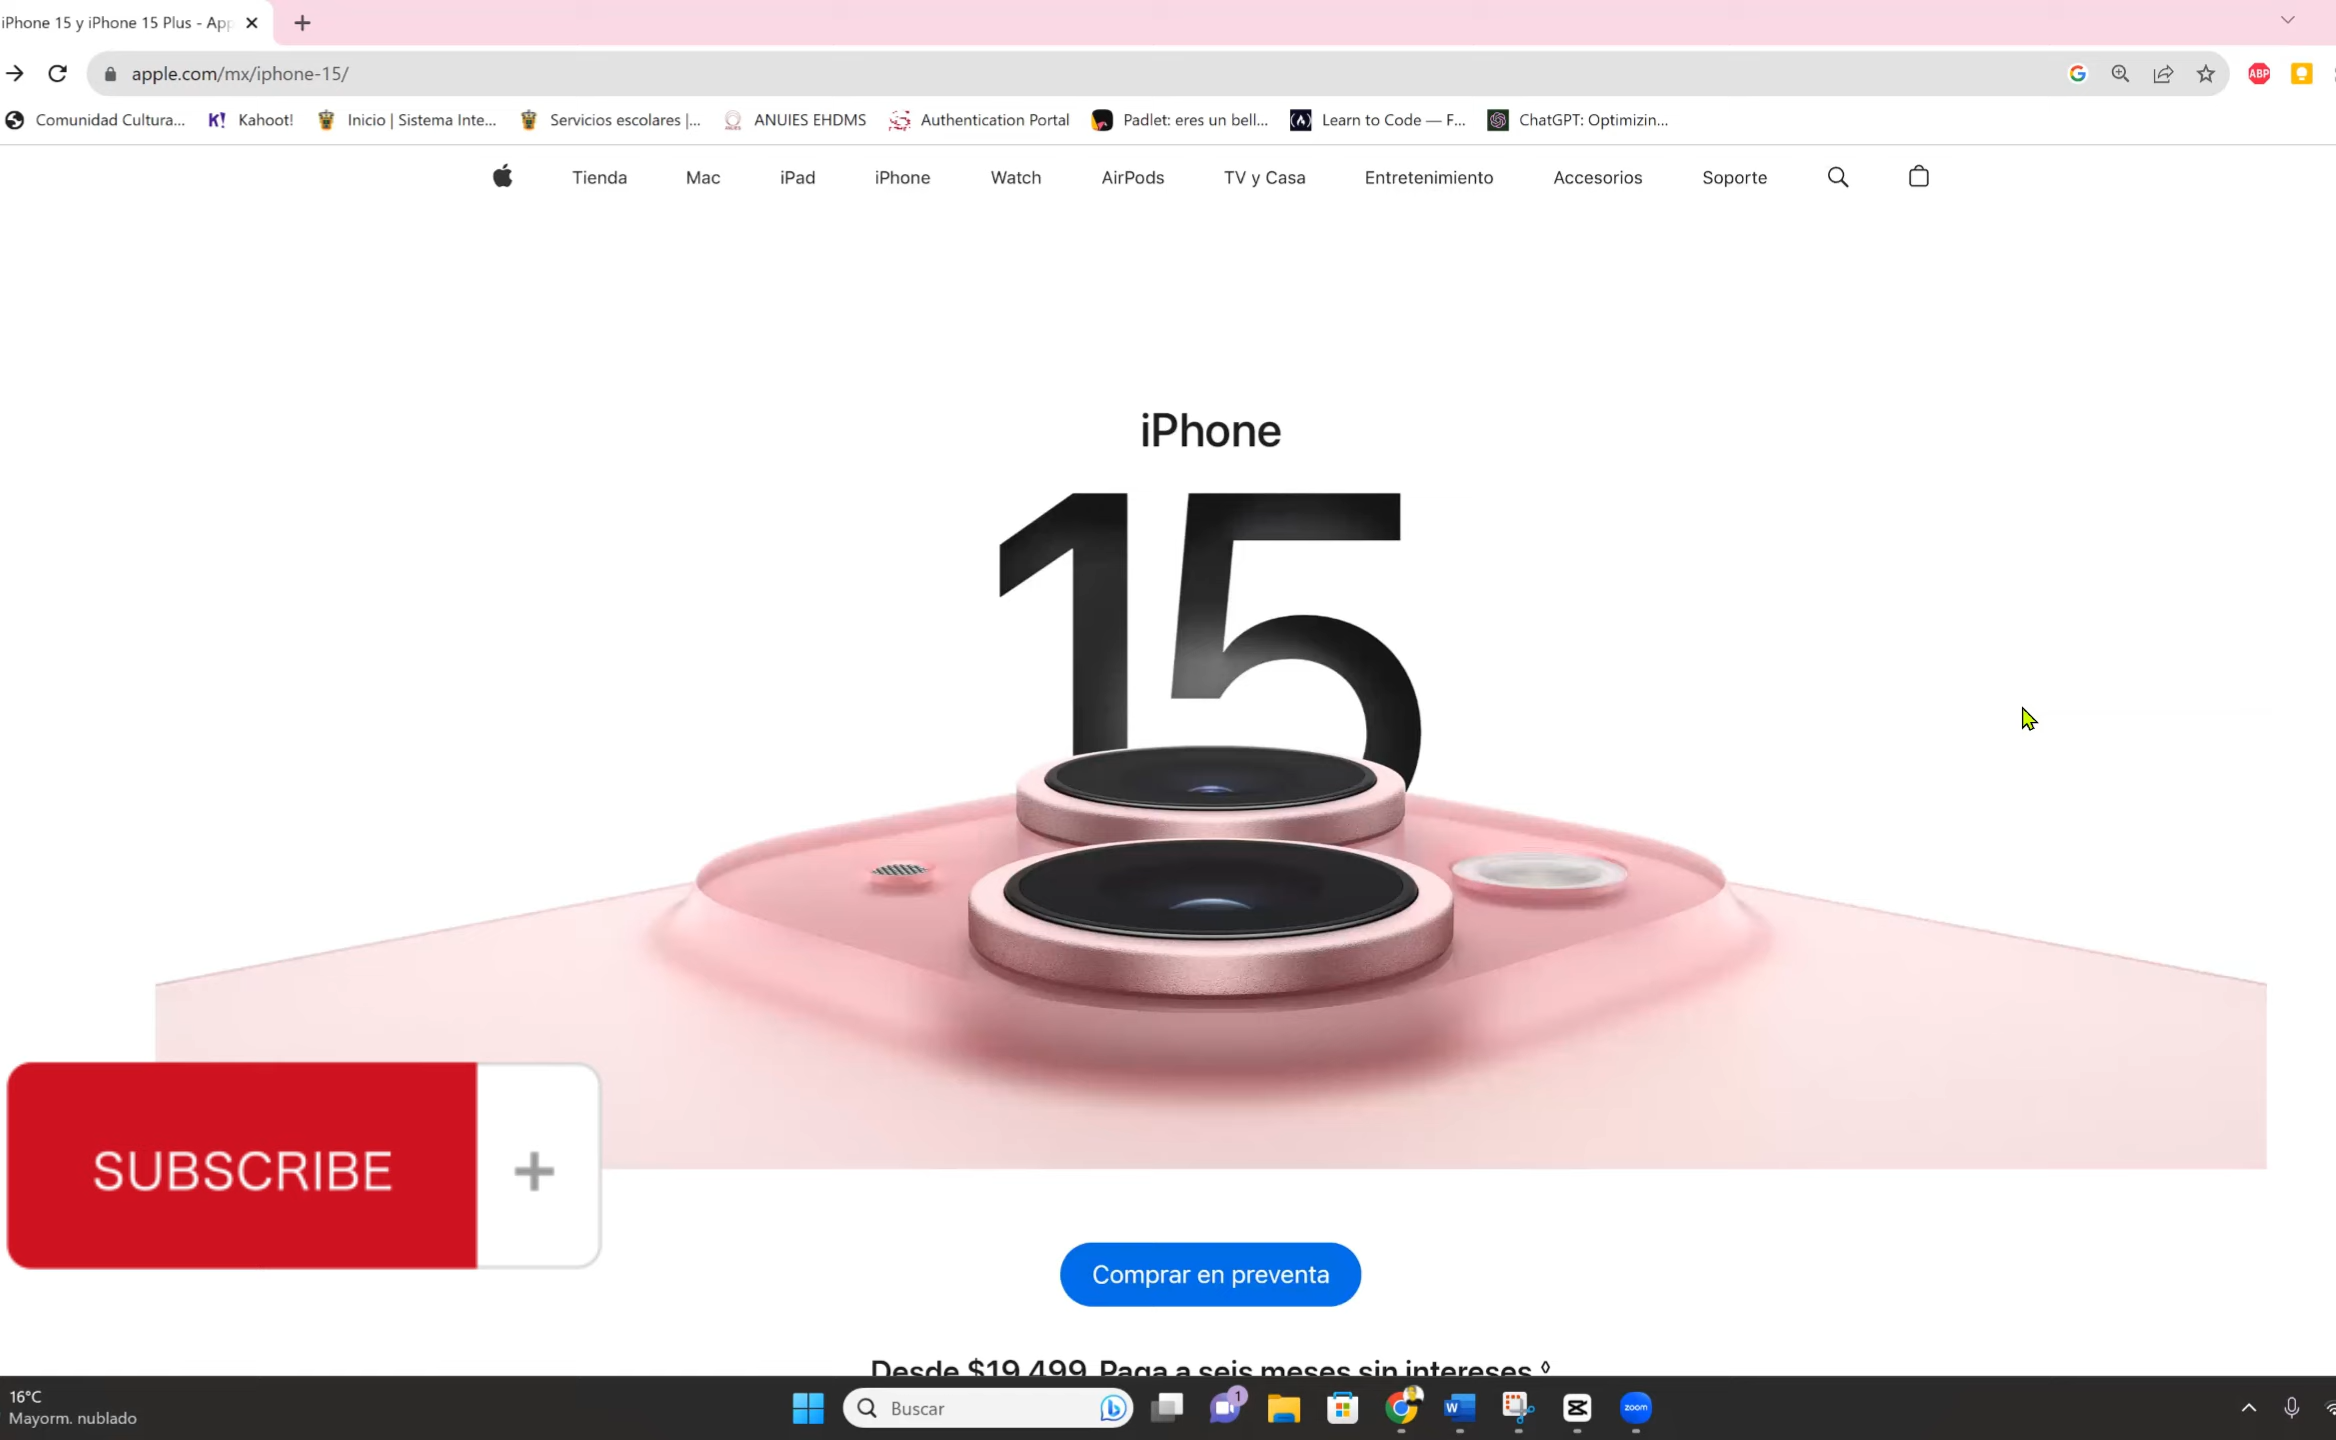 iPhone 15 y iPhone 15 Plus - App
apple.com/mx/iphone-15/
ABP
Comunidad Cultura... K! Kahoot! Inicio | Sistema Inte... Servicios escolares |... ANUIES EHDMS Authentication Portal Padlet: eres un bell... Learn to Code — F... ChatGPT: Optimizin...
Tienda Mac iPad iPhone Watch AirPods TV y Casa Entretenimiento Accesorios Soporte
iPhone
15
SUBSCRIBE +
Comprar en preventa
Desde $19,499. Paga a seis meses sin intereses.◊
16°C
Mayorm. nublado
Buscar
1
W
zoom